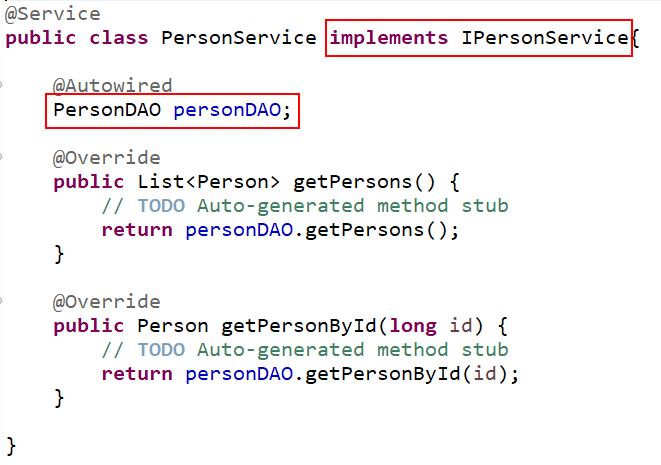 @Service
public class PersonService implements IPersonService{
@Autowired
PersonDAO personDAO;
@Override
public List<Person> getPersons() {
// TODO Auto-generated method stub
return personDAO.getPersons();
}
@Override
public Person getPersonById(long id) {
// TODO Auto-generated method stub
return personDAO.getPersonById(id);
}
}